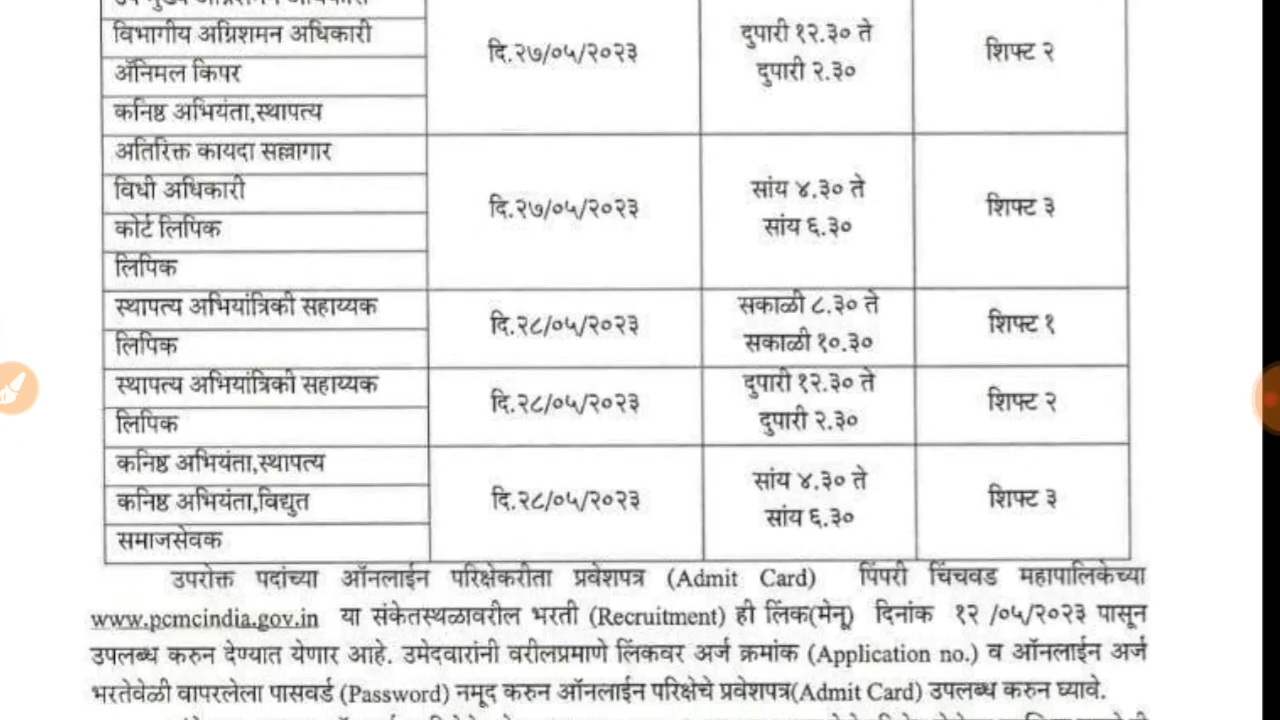 विभागीय अग्निशमन अधिकारी
ॲनिमल किपर
कनिष्ठ अभियंता,स्थापत्य
दि.२७/०५/२०२३
दुपारी १२.३० ते
दुपारी २.३०
शिफ्ट २
अतिरिक्त कायदा सल्लागार
विधी अधिकारी
कोर्ट लिपिक
लिपिक
दि.२७/०५/२०२३
सांय ४.३० ते
सांय ६.३०
शिफ्ट ३
स्थापत्य अभियांत्रिकी सहाय्यक
लिपिक
दि.२८/०५/२०२३
सकाळी ८.३० ते
सकाळी १०.३०
शिफ्ट १
स्थापत्य अभियांत्रिकी सहाय्यक
लिपिक
दि.२८/०५/२०२३
दुपारी १२.३० ते
दुपारी २.३०
शिफ्ट २
कनिष्ठ अभियंता,स्थापत्य
कनिष्ठ अभियंता,विद्युत
समाजसेवक
दि.२८/०५/२०२३
सांय ४.३० ते
सांय ६.३०
शिफ्ट ३
उपरोक्त पदांच्या ऑनलाईन परिक्षेकरीता प्रवेशपत्र (Admit Card) पिंपरी चिंचवड महापालिकेच्या
www.pcmcindia.gov.in या संकेतस्थळावरील भरती (Recruitment) ही लिंक(मेनू) दिनांक १२ /०५/२०२३ पासून
उपलब्ध करुन देण्यात येणार आहे. उमेदवारांनी वरीलप्रमाणे लिंकवर अर्ज क्रमांक (Application no.) व ऑनलाईन अर्ज
भरतेवेळी वापरलेला पासवर्ड (Password) नमूद करुन ऑनलाईन परिक्षेचे प्रवेशपत्र(Admit Card) उपलब्ध करुन घ्यावे.